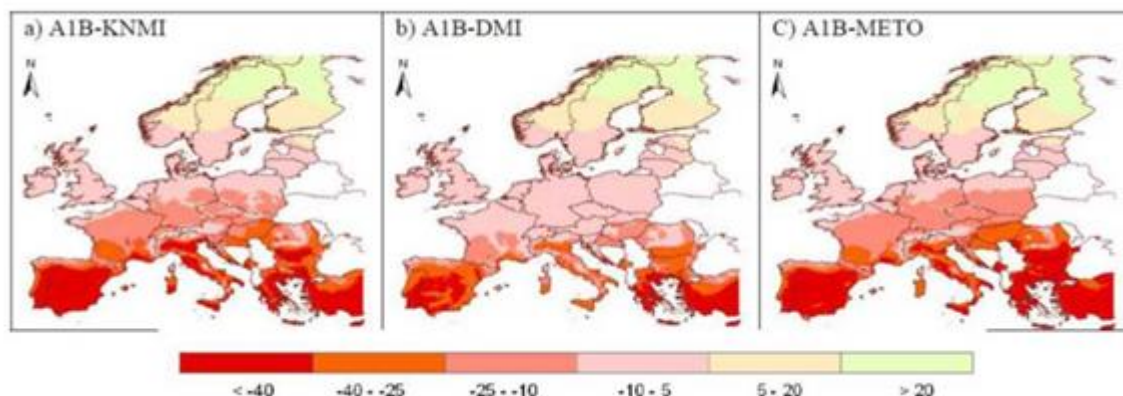 a) A1B-KNMI
b) A1B-DMI
C) A1B-METO
N
N
N
< -40
-40 - -25
-25 - -10
-10 - 5
5 - 20
> 20